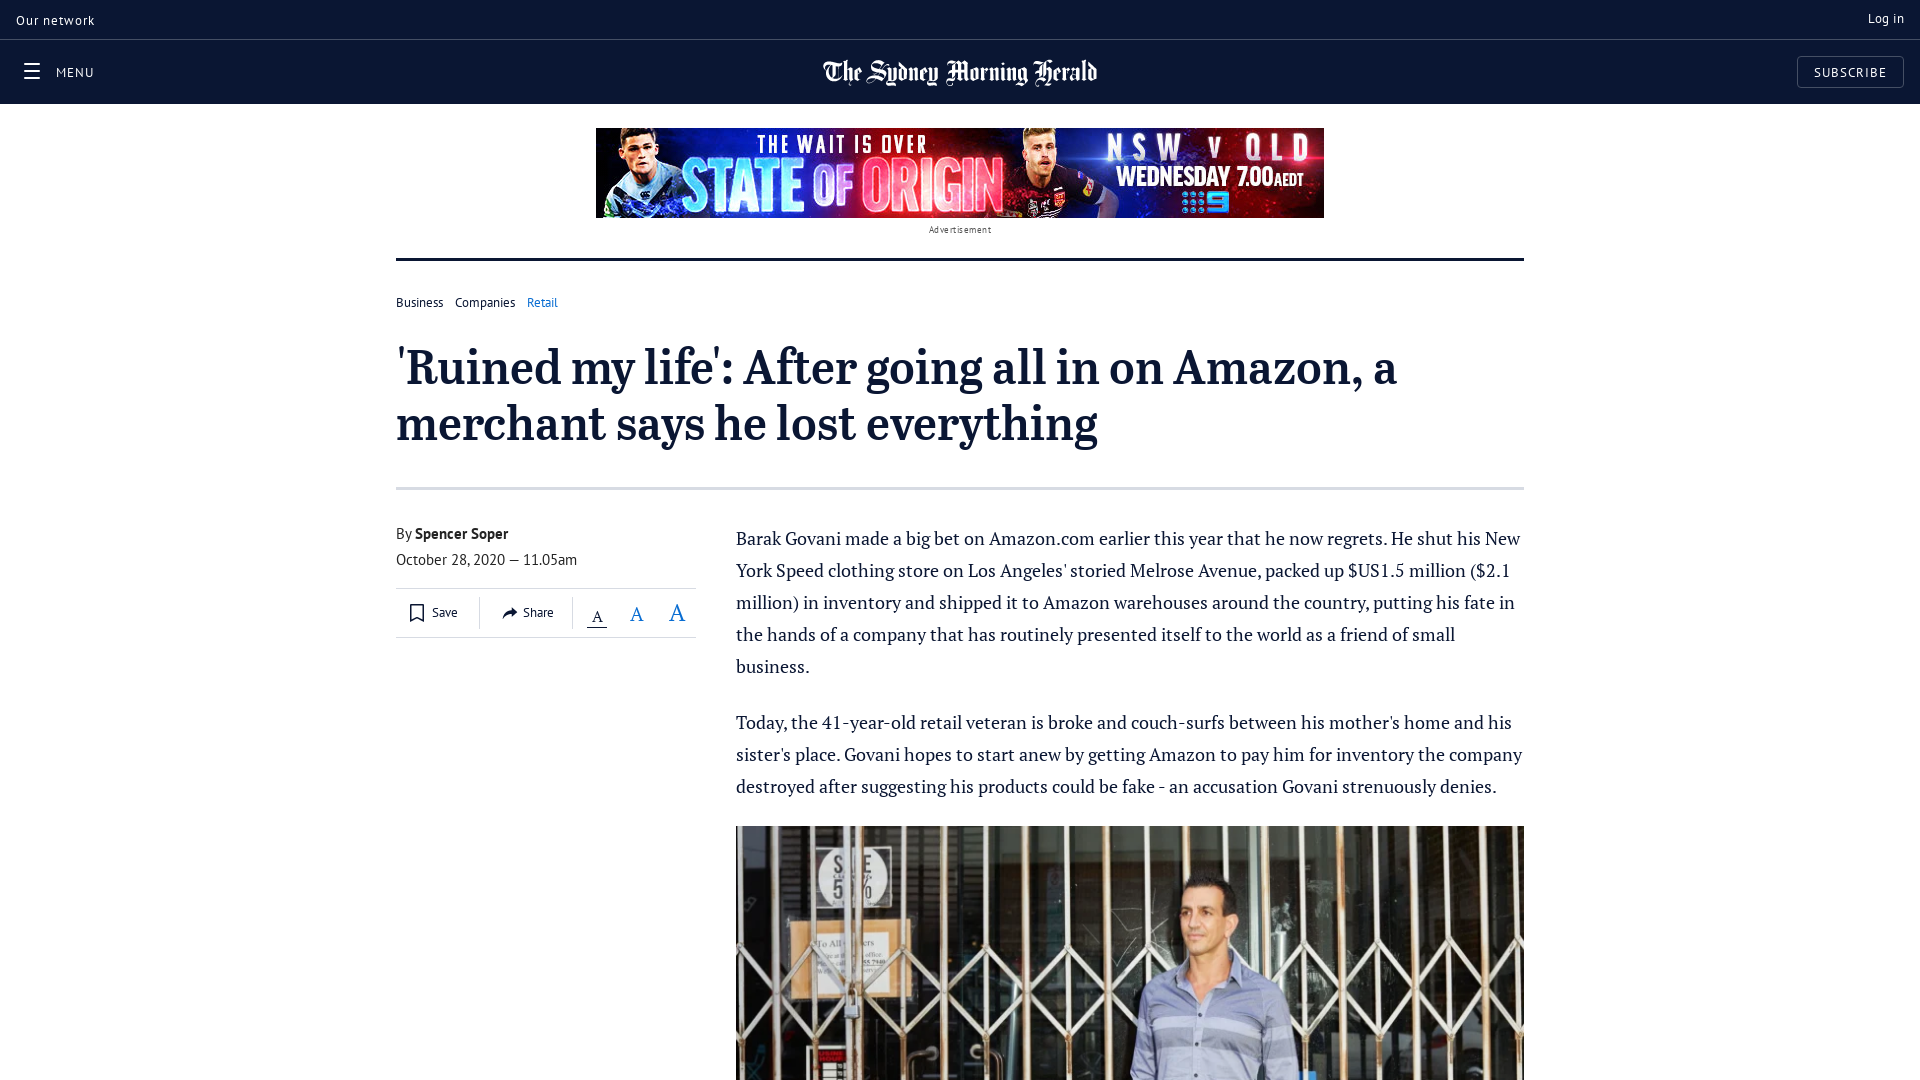 Our network
Log in
MENU
The Sydney Morning Herald
SUBSCRIBE
THE WAIT IS OVER
STATE OF ORIGIN
NSW v QLD
WEDNESDAY 7.00AEDT
9
Advertisement
Business Companies Retail
'Ruined my life': After going all in on Amazon, a
merchant says he lost everything
By Spencer Soper
October 28, 2020 — 11.05am
Save
Share
A A A
Barak Govani made a big bet on Amazon.com earlier this year that he now regrets. He shut his New
York Speed clothing store on Los Angeles' storied Melrose Avenue, packed up $US1.5 million ($2.1
million) in inventory and shipped it to Amazon warehouses around the country, putting his fate in
the hands of a company that has routinely presented itself to the world as a friend of small
business.
Today, the 41-year-old retail veteran is broke and couch-surfs between his mother's home and his
sister's place. Govani hopes to start anew by getting Amazon to pay him for inventory the company
destroyed after suggesting his products could be fake - an accusation Govani strenuously denies.
To All